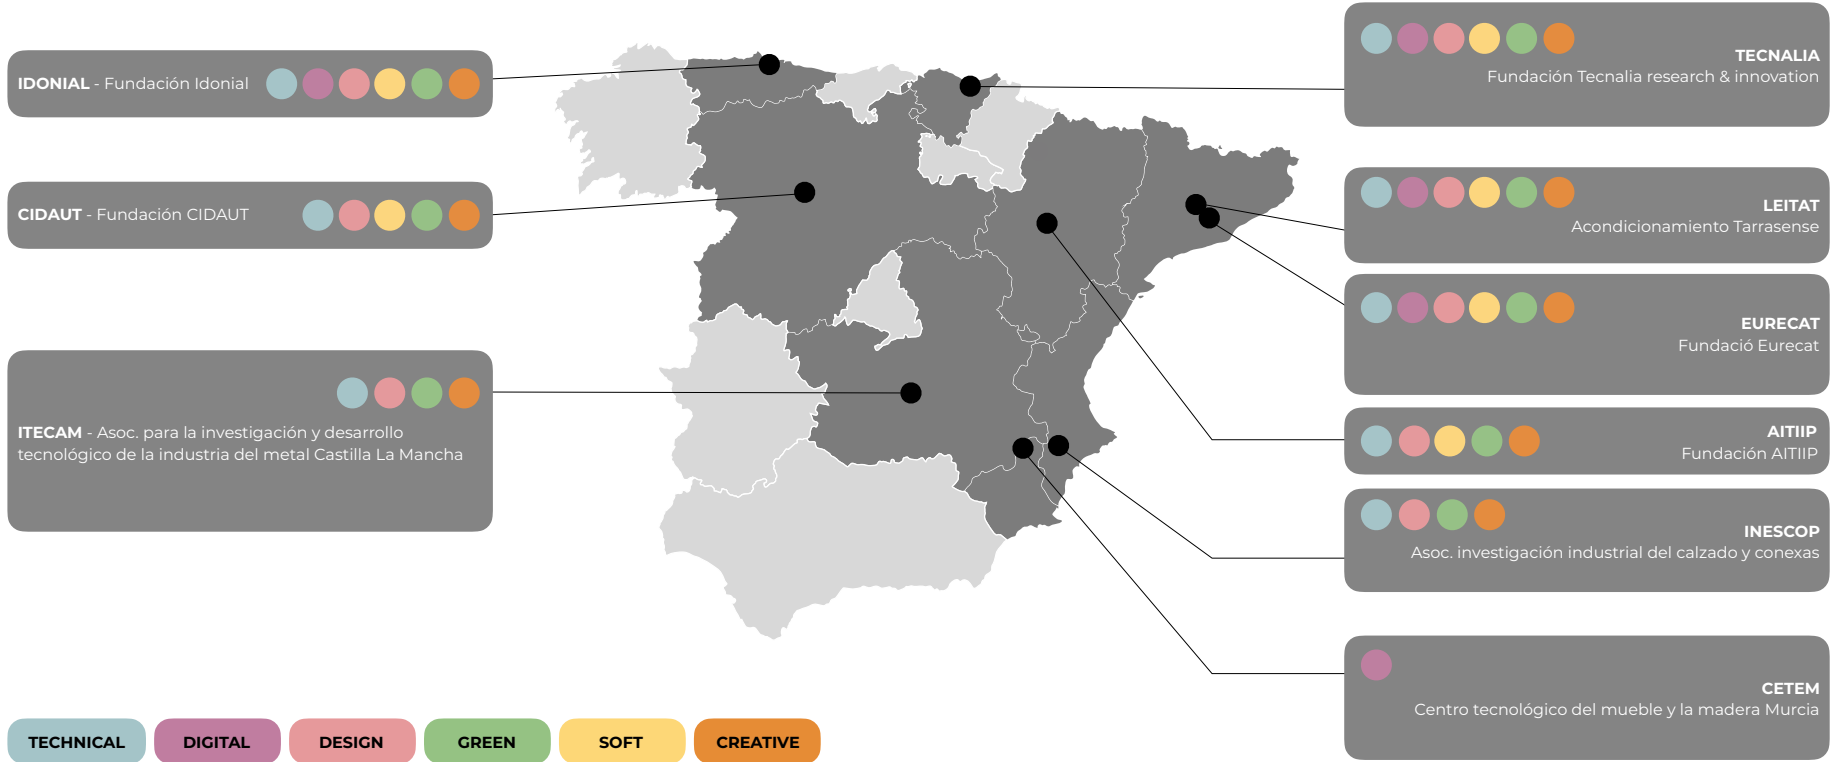 IDONIAL - Fundación Idonial
CIDAUT - Fundación CIDAUT
ITECAM - Asoc. para la investigación y desarrollo
tecnológico de la industria del metal Castilla La Mancha
TECNALIA
Fundación Tecnalia research & innovation
LEITAT
Acondicionamiento Tarrasense
EURECAT
Fundació Eurecat
AITIIP
Fundación AITIIP
INESCOP
Asoc. investigación industrial del calzado y conexas
CETEM
Centro tecnológico del mueble y la madera Murcia
TECHNICAL
DIGITAL
DESIGN
GREEN
SOFT
CREATIVE